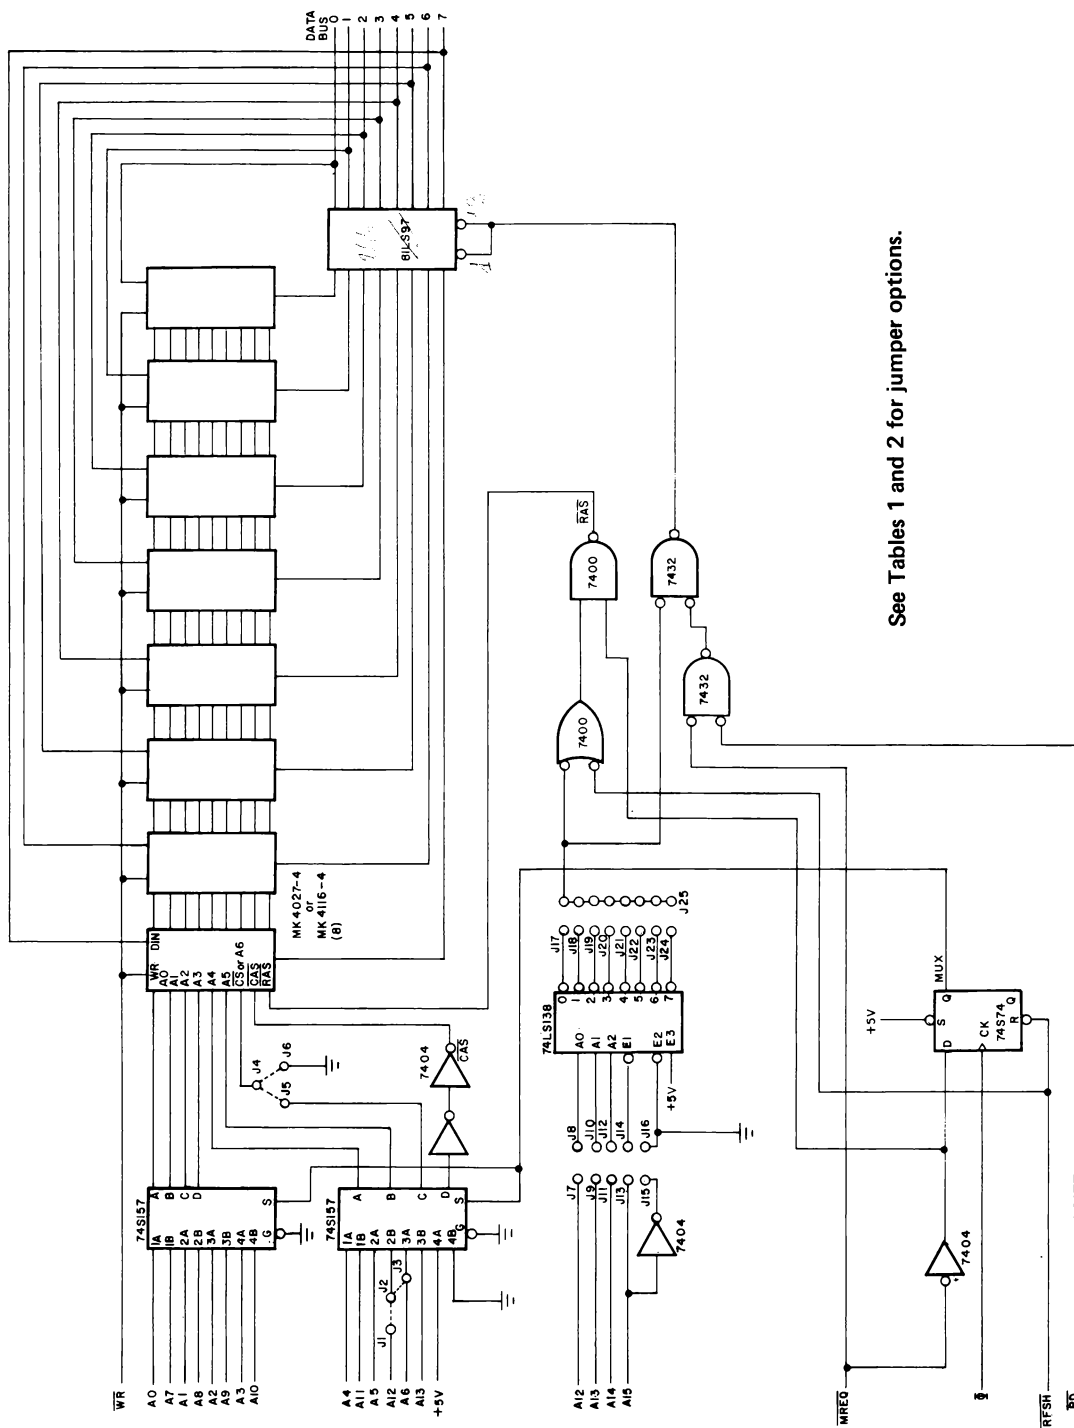 DATA
BUS
0
1
2
3
4
5
6
7
81LS97
MK4027-4
or
MK4116-4
(8)
WR DIN
A0
A1
A2
A3
A4
A5
CS or A6
CAS
RAS
WR
A0
A7
A1
A8
A2
A9
A3
A10
74S157
1A
1B
2A
2B
3A
3B
4A
4B
G
A
B
C
D
S
J4
J5
J6
7404
CAS
A4
A11
A5
A12
A6
A13
+5V
J1
J2
J3
74S157
1A
1B
2A
2B
3A
3B
4A
4B
G
A
B
C
D
S
RAS
7400
7400
7432
7432
A12
A13
A14
A15
J7
J9
J11
J13
J15
7404
J8
J10
J12
J14
J16
+5V
74LS138
A0
A1
A2
E1
E2
E3
0
1
2
3
4
5
6
7
J17
J18
J19
J20
J21
J22
J23
J24
J25
MUX
+5V
D
S
Q
CK
74S74
R
Q
7404
MREQ
Φ
RFSH
RD
See Tables 1 and 2 for jumper options.